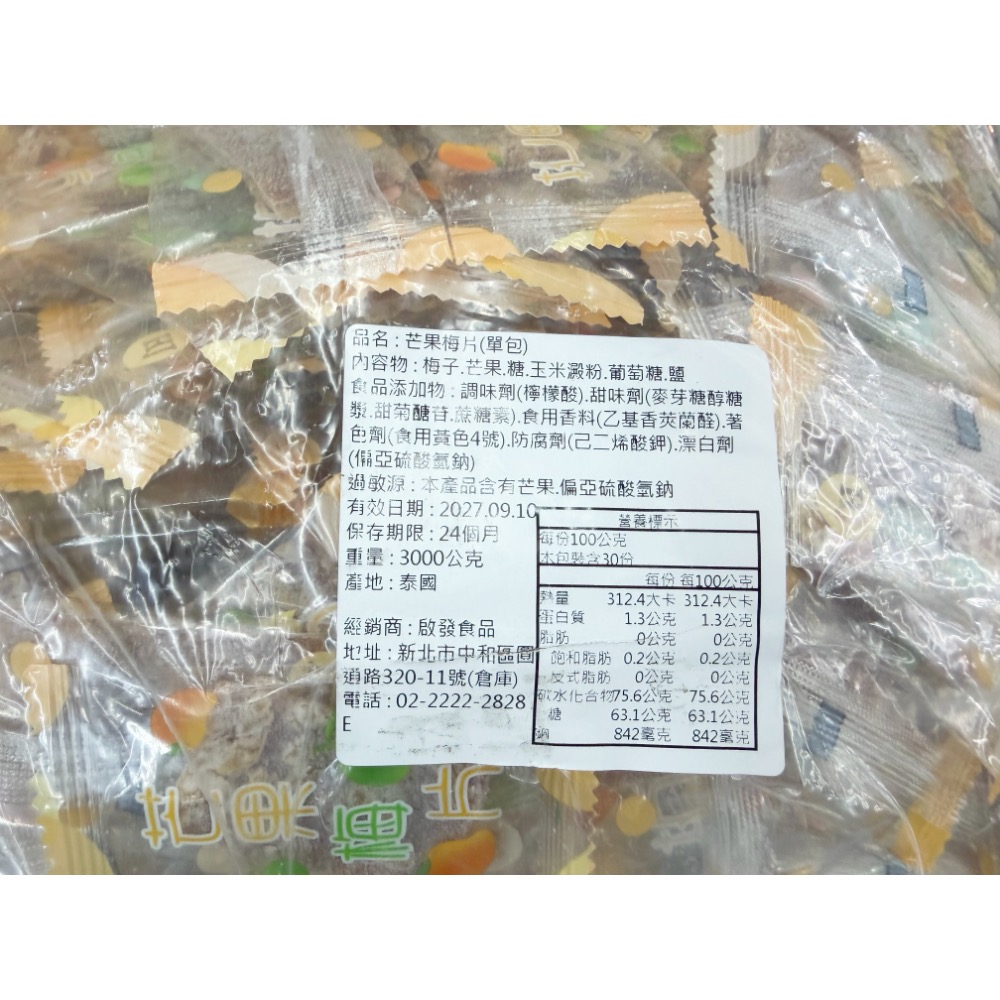 品名：芒果梅片(單包)
內容物：梅子.芒果.糖.玉米澱粉.葡萄糖.鹽
食品添加物：調味劑(檸檬酸).甜味劑(麥芽糖醇糖
漿.甜菊醣苷.蔗糖素).食用香料(乙基香莢蘭醛).著
色劑(食用黃色4號).防腐劑(己二烯酸鉀).漂白劑
(偏亞硫酸氫鈉)
過敏源：本產品含有芒果.偏亞硫酸氫鈉
有效日期：2027.09.10
保存期限：24個月
重量：3000公克
產地：泰國
經銷商：啟發食品
地址：新北市中和區圓
通路320-11號(倉庫)
電話：02-2222-2828
E
營養標示
每份100公克
本包裝含30份
每份 每100公克
熱量 312.4大卡 312.4大卡
蛋白質 1.3公克 1.3公克
脂肪 0公克 0公克
飽和脂肪 0.2公克 0.2公克
反式脂肪 0公克 0公克
碳水化合物75.6公克 75.6公克
糖 63.1公克 63.1公克
鈉 842毫克 842毫克